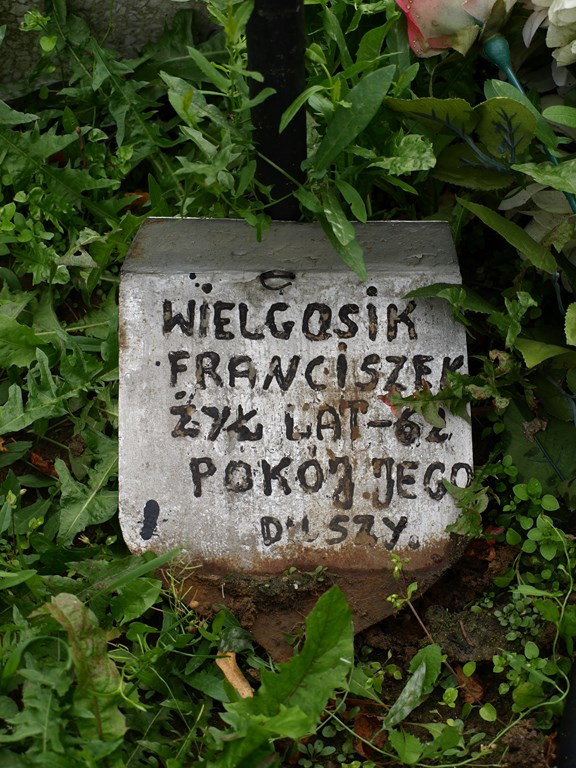 WIELGOSIK
FRANCISZEK
ŻYŁ LAT-62
POKÓJ JEGO
DUSZY.